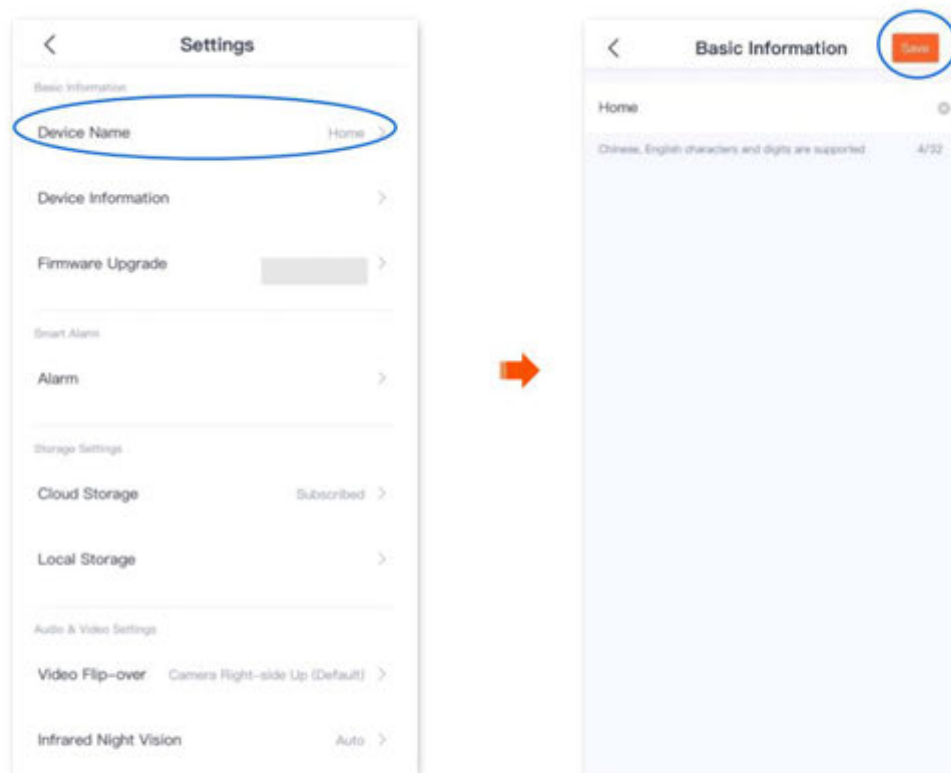 Settings
Basic Information
Device Name Home
Device Information
Firmware Upgrade
Smart Alarm
Alarm
Storage Settings
Cloud Storage Subscribed
Local Storage
Audio & Video Settings
Video Flip-over Camera Right-side Up (Default)
Infrared Night Vision Auto
Basic Information Save
Home
Chinese, English characters and digits are supported 4/32